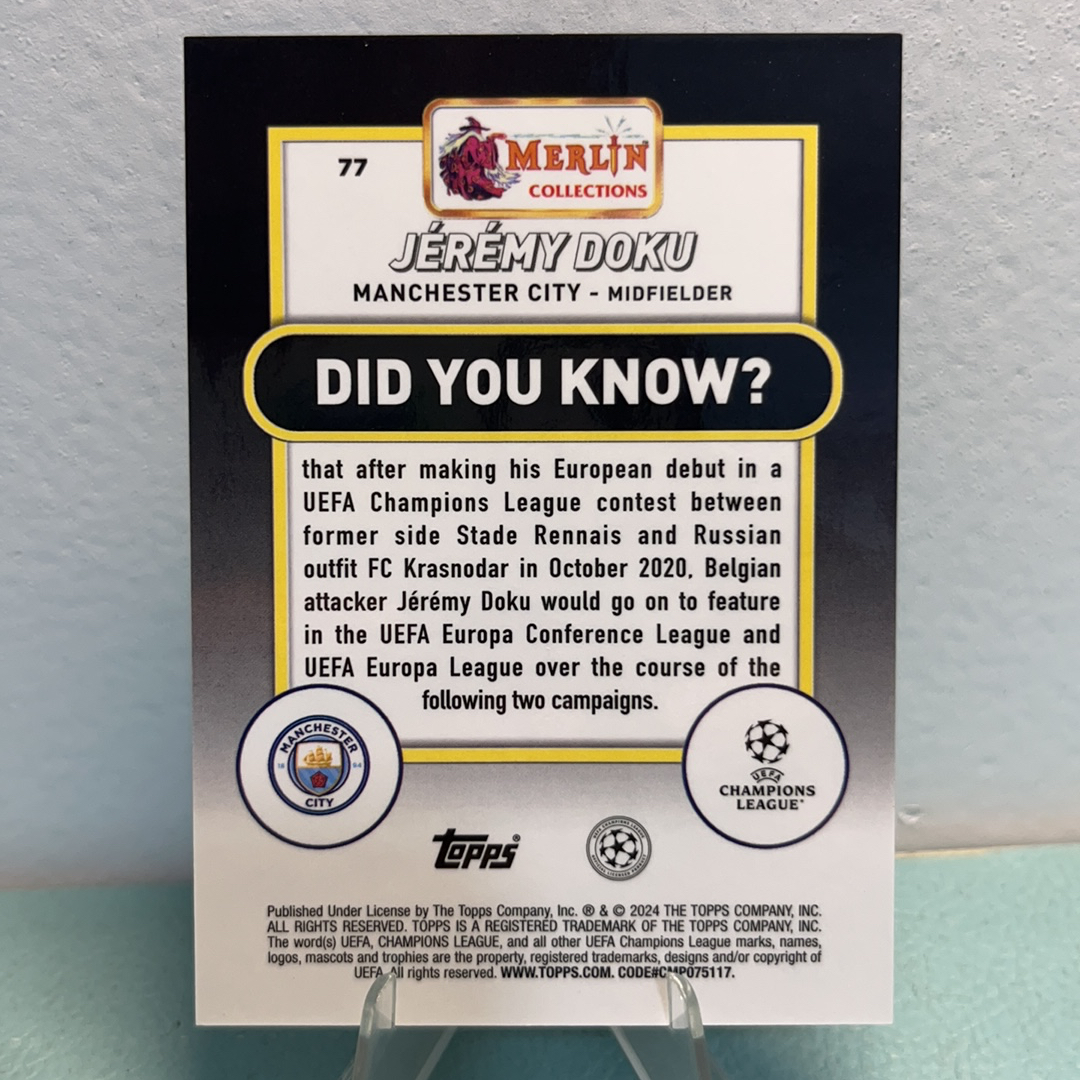 77
MERLIN
COLLECTIONS
JÉRÉMY DOKU
MANCHESTER CITY - MIDFIELDER
DID YOU KNOW?
that after making his European debut in a
UEFA Champions League contest between
former side Stade Rennais and Russian
outfit FC Krasnodar in October 2020, Belgian
attacker Jérémy Doku would go on to feature
in the UEFA Europa Conference League and
UEFA Europa League over the course of the
following two campaigns.
MANCHESTER
18 94
CITY
UEFA
CHAMPIONS
LEAGUE
topps®
Published Under License by The Topps Company, Inc. ® & © 2024 THE TOPPS COMPANY, INC.
ALL RIGHTS RESERVED. TOPPS IS A REGISTERED TRADEMARK OF THE TOPPS COMPANY, INC.
The word(s) UEFA, CHAMPIONS LEAGUE, and all other UEFA Champions League marks, names,
logos, mascots and trophies are the property, registered trademarks, designs and/or copyright of
UEFA. All rights reserved. WWW.TOPPS.COM. CODE#CMP075117.